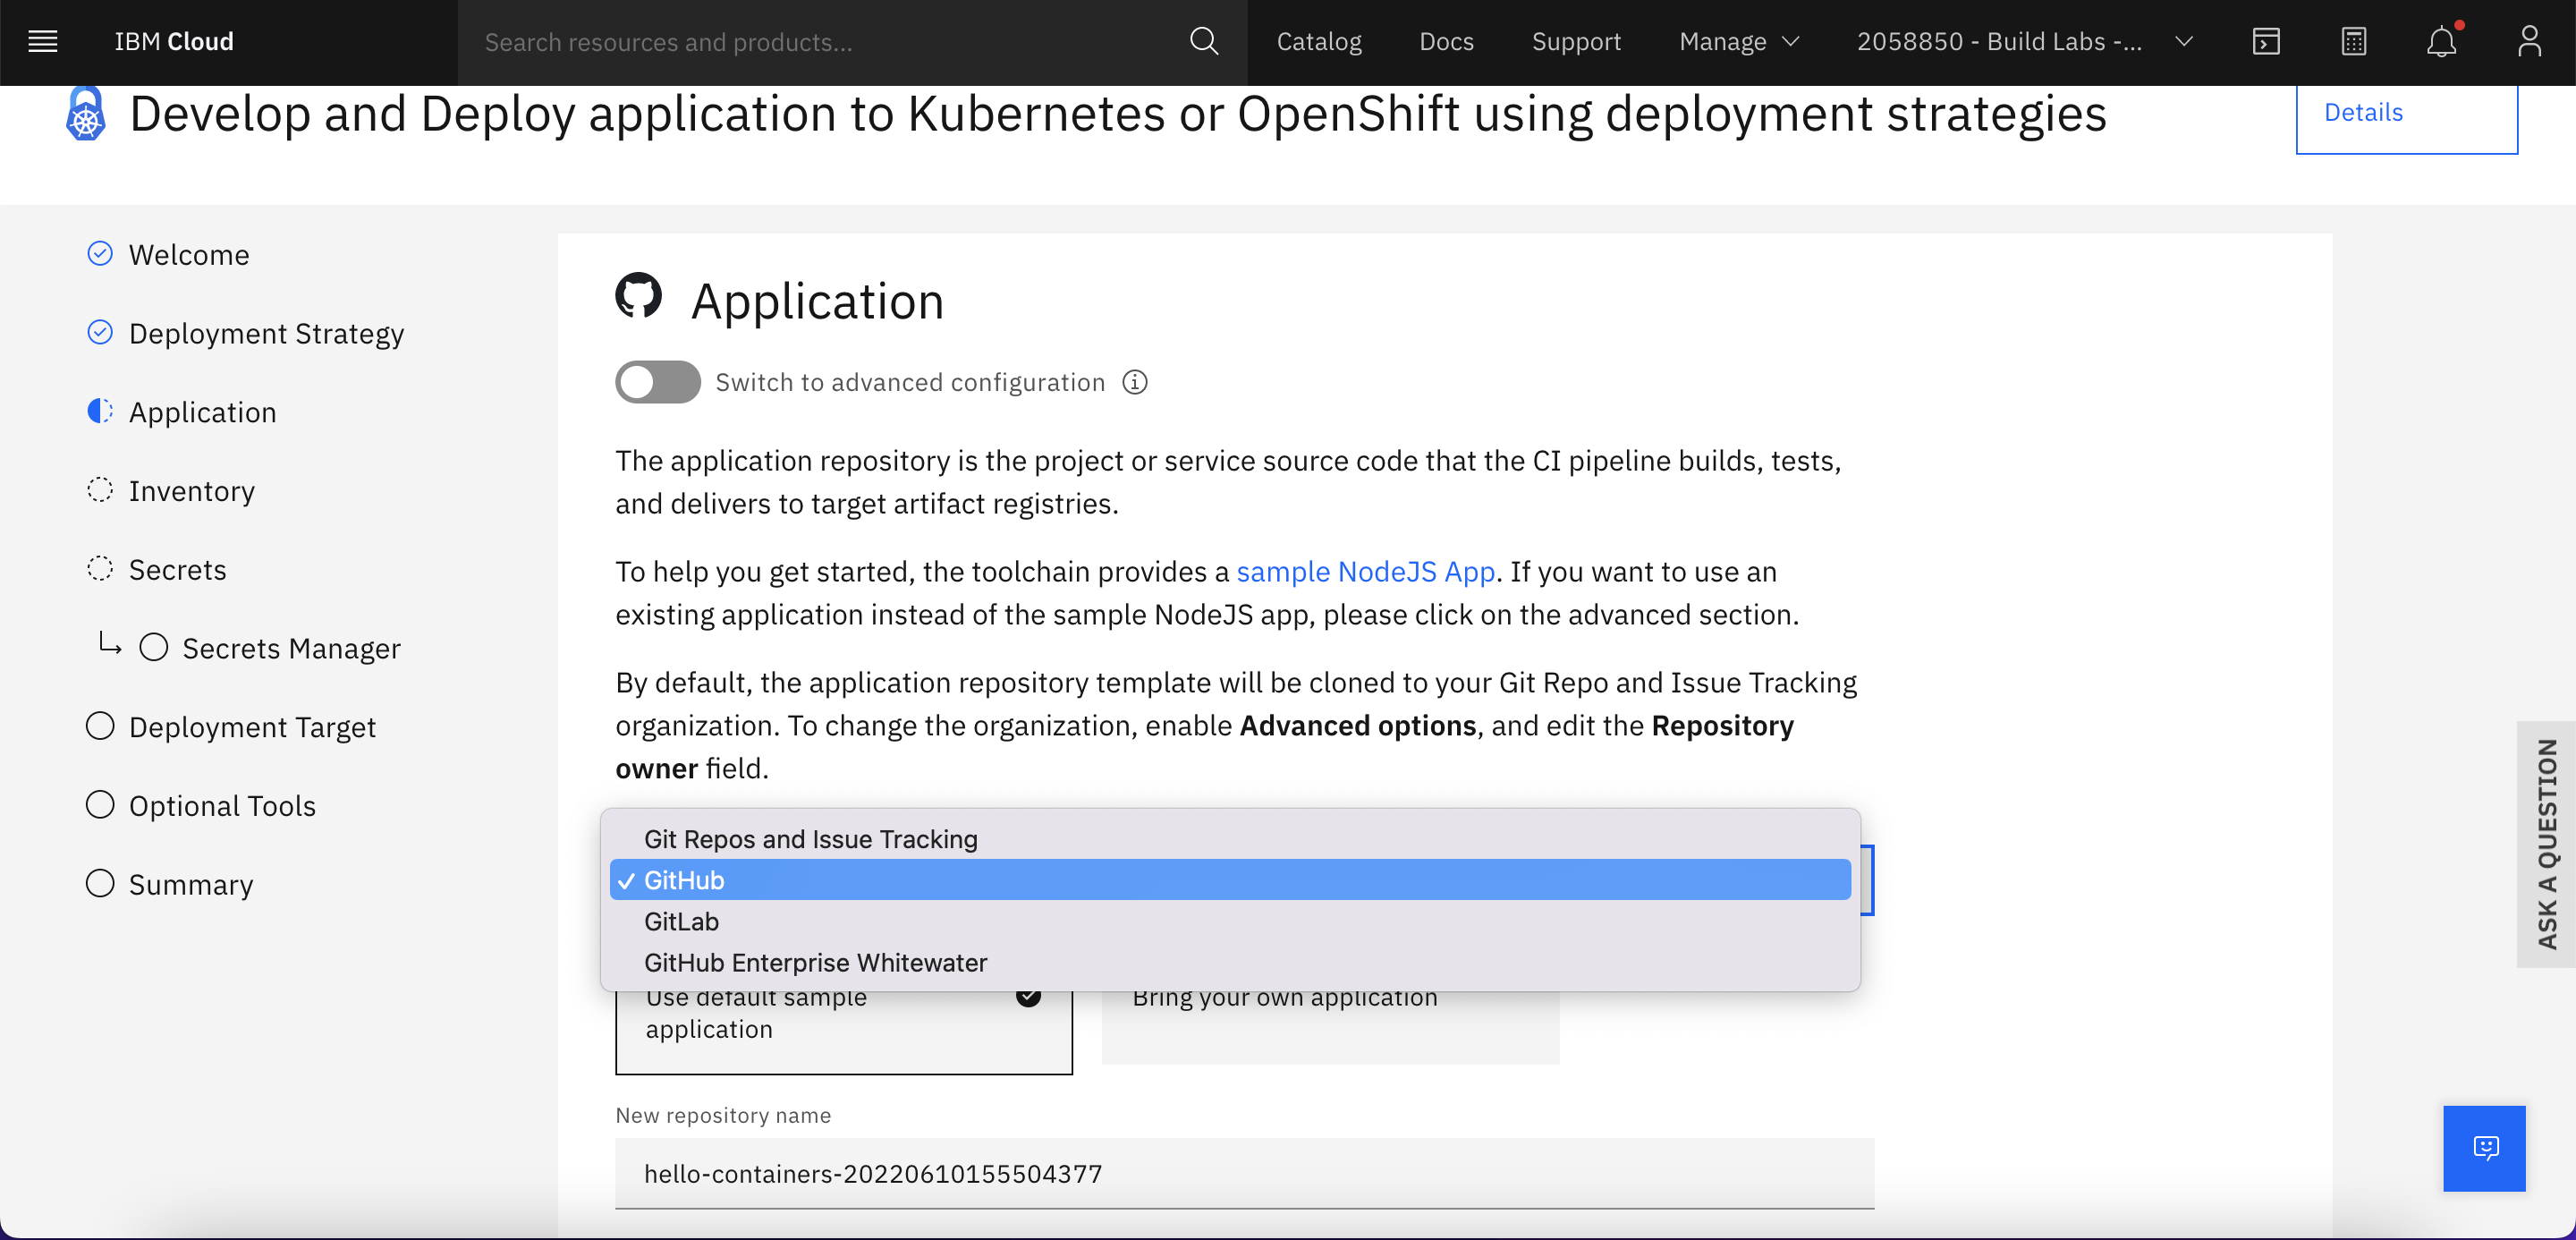 IBM Cloud
Search resources and products...
Catalog
Docs
Support
Manage
2058850 - Build Labs -...
Develop and Deploy application to Kubernetes or OpenShift using deployment strategies
Details
Welcome
Deployment Strategy
Application
Inventory
Secrets
Secrets Manager
Deployment Target
Optional Tools
Summary
Application
Switch to advanced configuration
The application repository is the project or service source code that the CI pipeline builds, tests,
and delivers to target artifact registries.
To help you get started, the toolchain provides a sample NodeJS App. If you want to use an
existing application instead of the sample NodeJS app, please click on the advanced section.
By default, the application repository template will be cloned to your Git Repo and Issue Tracking
organization. To change the organization, enable Advanced options, and edit the Repository
owner field.
Git Repos and Issue Tracking
GitHub
GitLab
GitHub Enterprise Whitewater
Use default sample
application
Bring your own application
New repository name
hello-containers-20220610155504377
ASK A QUESTION